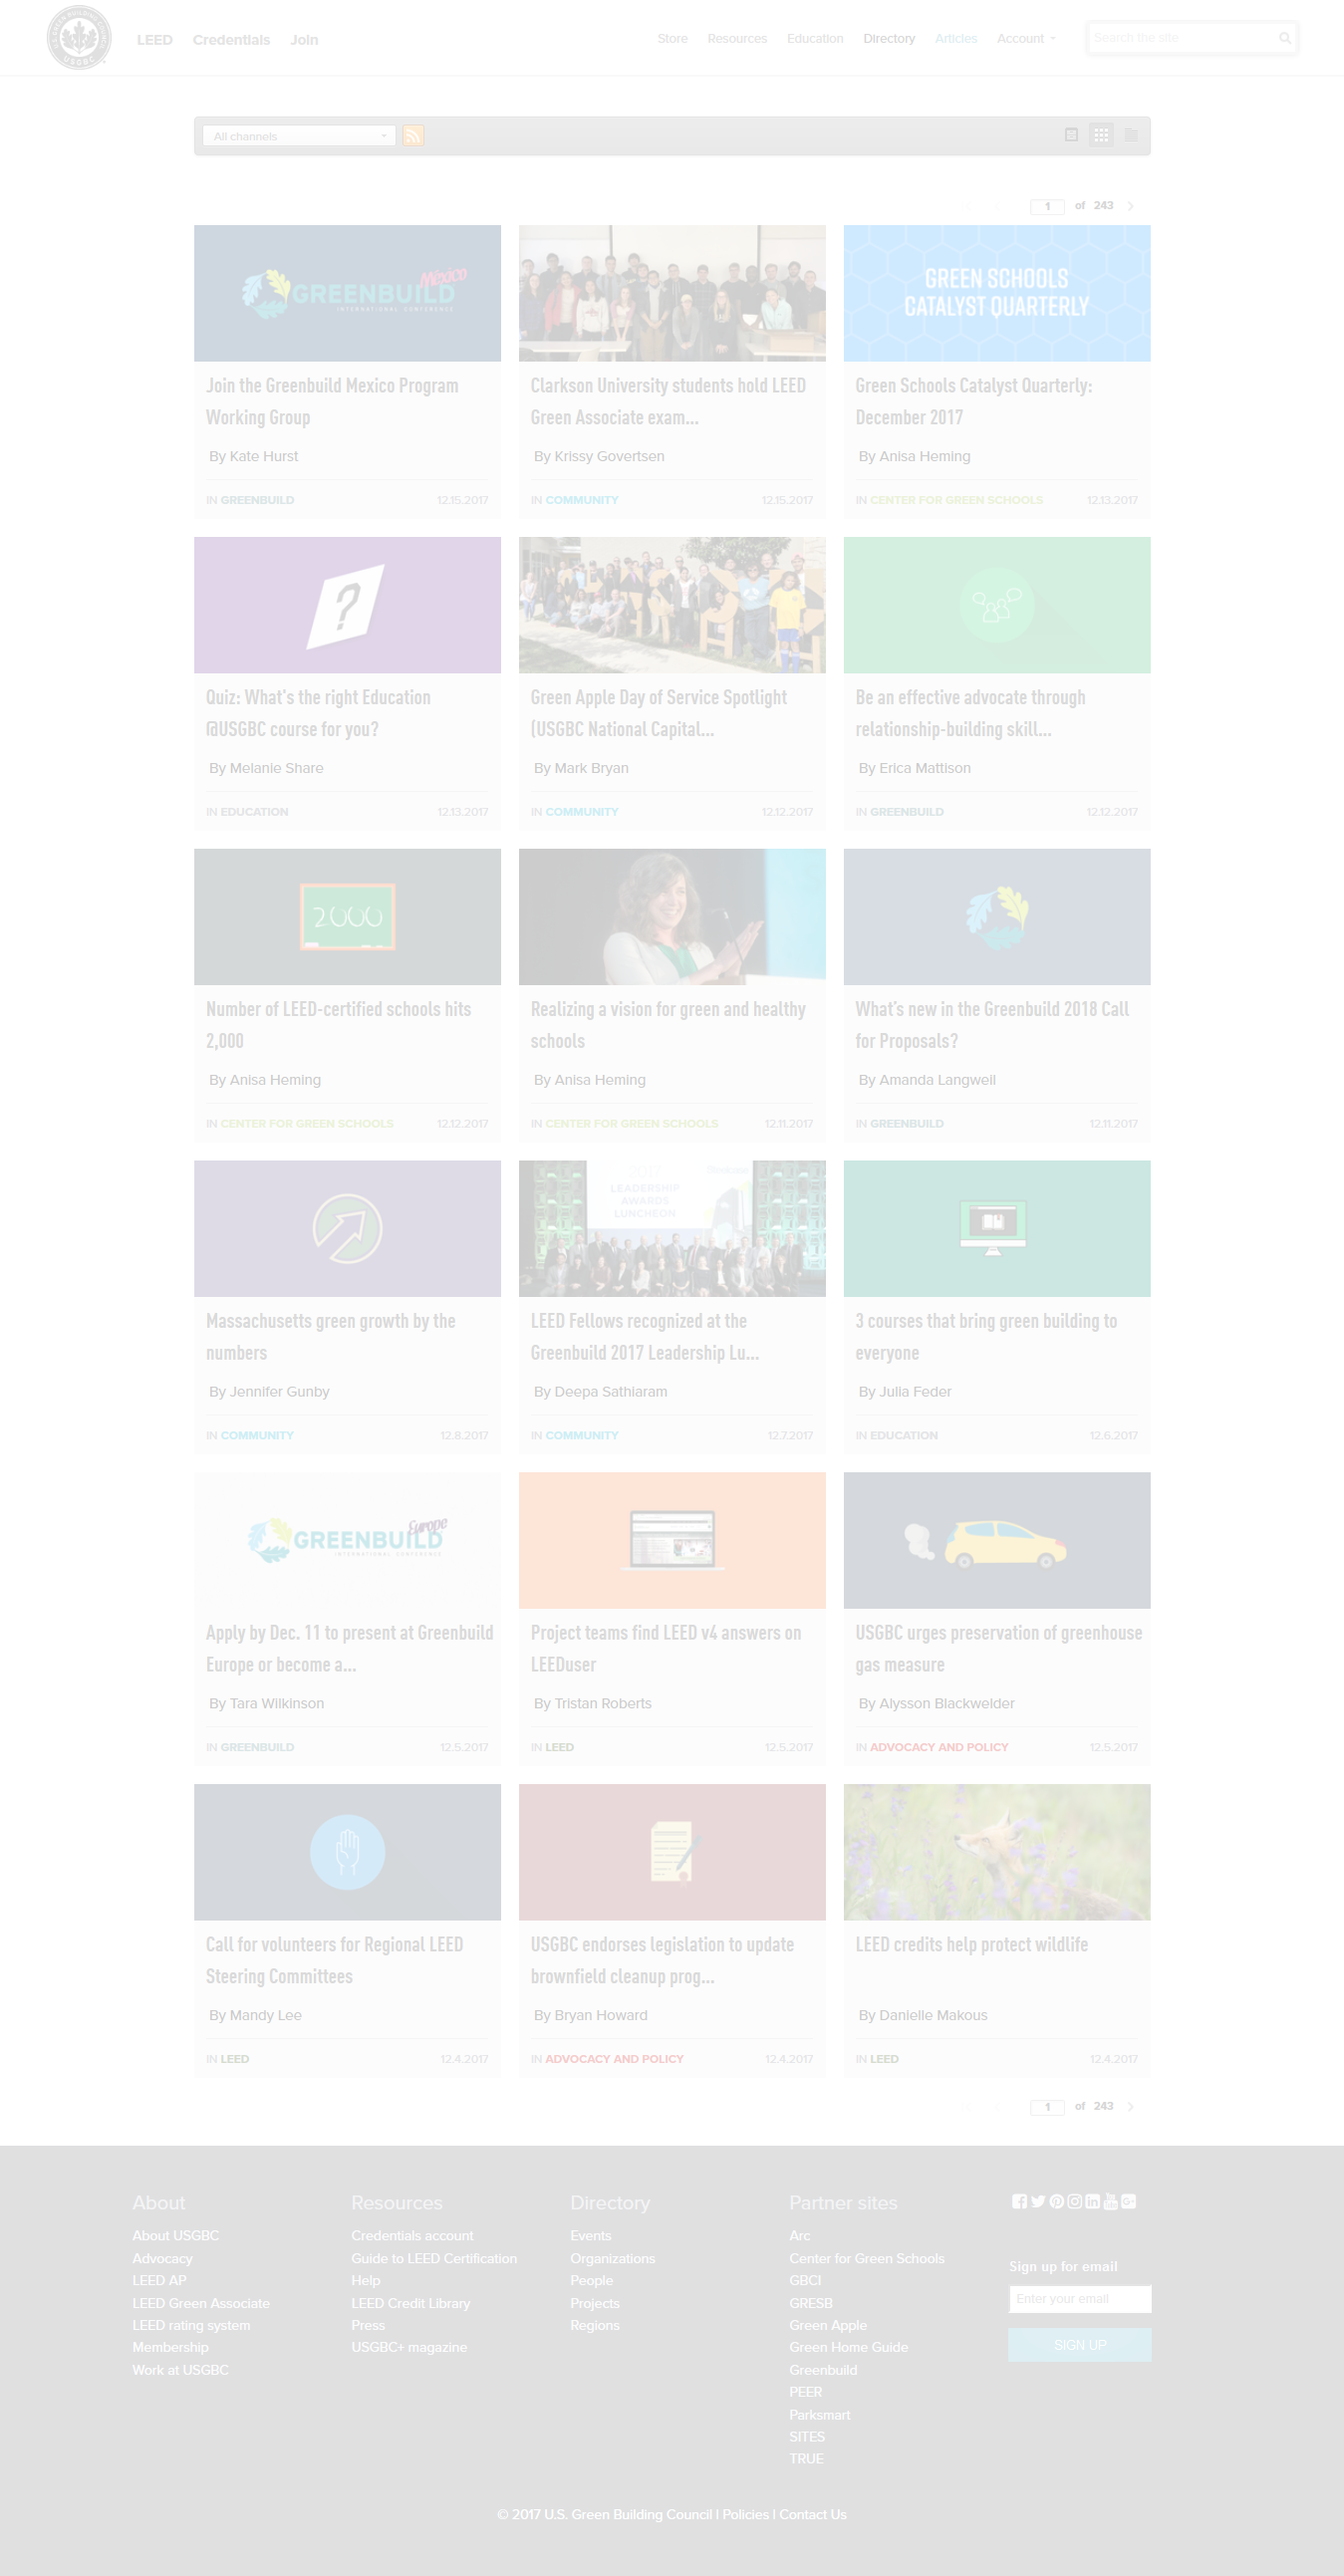 LEED Credentials Join
Store Resources Education Directory Articles Account
Search the site
USGBC
All channels
1 of 243
GREENBUILD México
INTERNATIONAL CONFERENCE
Join the Greenbuild Mexico Program
Working Group
By Kate Hurst
IN GREENBUILD 12.15.2017
Clarkson University students hold LEED
Green Associate exam...
By Krissy Govertsen
IN COMMUNITY 12.15.2017
GREEN SCHOOLS
CATALYST QUARTERLY
Green Schools Catalyst Quarterly:
December 2017
By Anisa Heming
IN CENTER FOR GREEN SCHOOLS 12.13.2017
?
Quiz: What's the right Education
@USGBC course for you?
By Melanie Share
IN EDUCATION 12.13.2017
Green Apple Day of Service Spotlight
(USGBC National Capital...
By Mark Bryan
IN COMMUNITY 12.12.2017
Be an effective advocate through
relationship-building skill...
By Erica Mattison
IN GREENBUILD 12.12.2017
2000
Number of LEED-certified schools hits
2,000
By Anisa Heming
IN CENTER FOR GREEN SCHOOLS 12.12.2017
Realizing a vision for green and healthy
schools
By Anisa Heming
IN CENTER FOR GREEN SCHOOLS 12.11.2017
What's new in the Greenbuild 2018 Call
for Proposals?
By Amanda Langwell
IN GREENBUILD 12.11.2017
Massachusetts green growth by the
numbers
By Jennifer Gunby
IN COMMUNITY 12.8.2017
2017
LEADERSHIP
AWARDS
LUNCHEON
LEED Fellows recognized at the
Greenbuild 2017 Leadership Lu...
By Deepa Sathiaram
IN COMMUNITY 12.7.2017
3 courses that bring green building to
everyone
By Julia Feder
IN EDUCATION 12.6.2017
GREENBUILD Europe
INTERNATIONAL CONFERENCE
Apply by Dec. 11 to present at Greenbuild
Europe or become a...
By Tara Wilkinson
IN GREENBUILD 12.5.2017
Project teams find LEED v4 answers on
LEEDuser
By Tristan Roberts
IN LEED 12.5.2017
USGBC urges preservation of greenhouse
gas measure
By Alysson Blackwelder
IN ADVOCACY AND POLICY 12.5.2017
Call for volunteers for Regional LEED
Steering Committees
By Mandy Lee
IN LEED 12.4.2017
USGBC endorses legislation to update
brownfield cleanup prog...
By Bryan Howard
IN ADVOCACY AND POLICY 12.4.2017
LEED credits help protect wildlife
By Danielle Makous
IN LEED 12.4.2017
1 of 243
About
About USGBC
Advocacy
LEED AP
LEED Green Associate
LEED rating system
Membership
Work at USGBC
Resources
Credentials account
Guide to LEED Certification
Help
LEED Credit Library
Press
USGBC+ magazine
Directory
Events
Organizations
People
Projects
Regions
Partner sites
Arc
Center for Green Schools
GBCI
GRESB
Green Apple
Green Home Guide
Greenbuild
PEER
Parksmart
SITES
TRUE
Sign up for email
Enter your email
SIGN UP
© 2017 U.S. Green Building Council | Policies | Contact Us